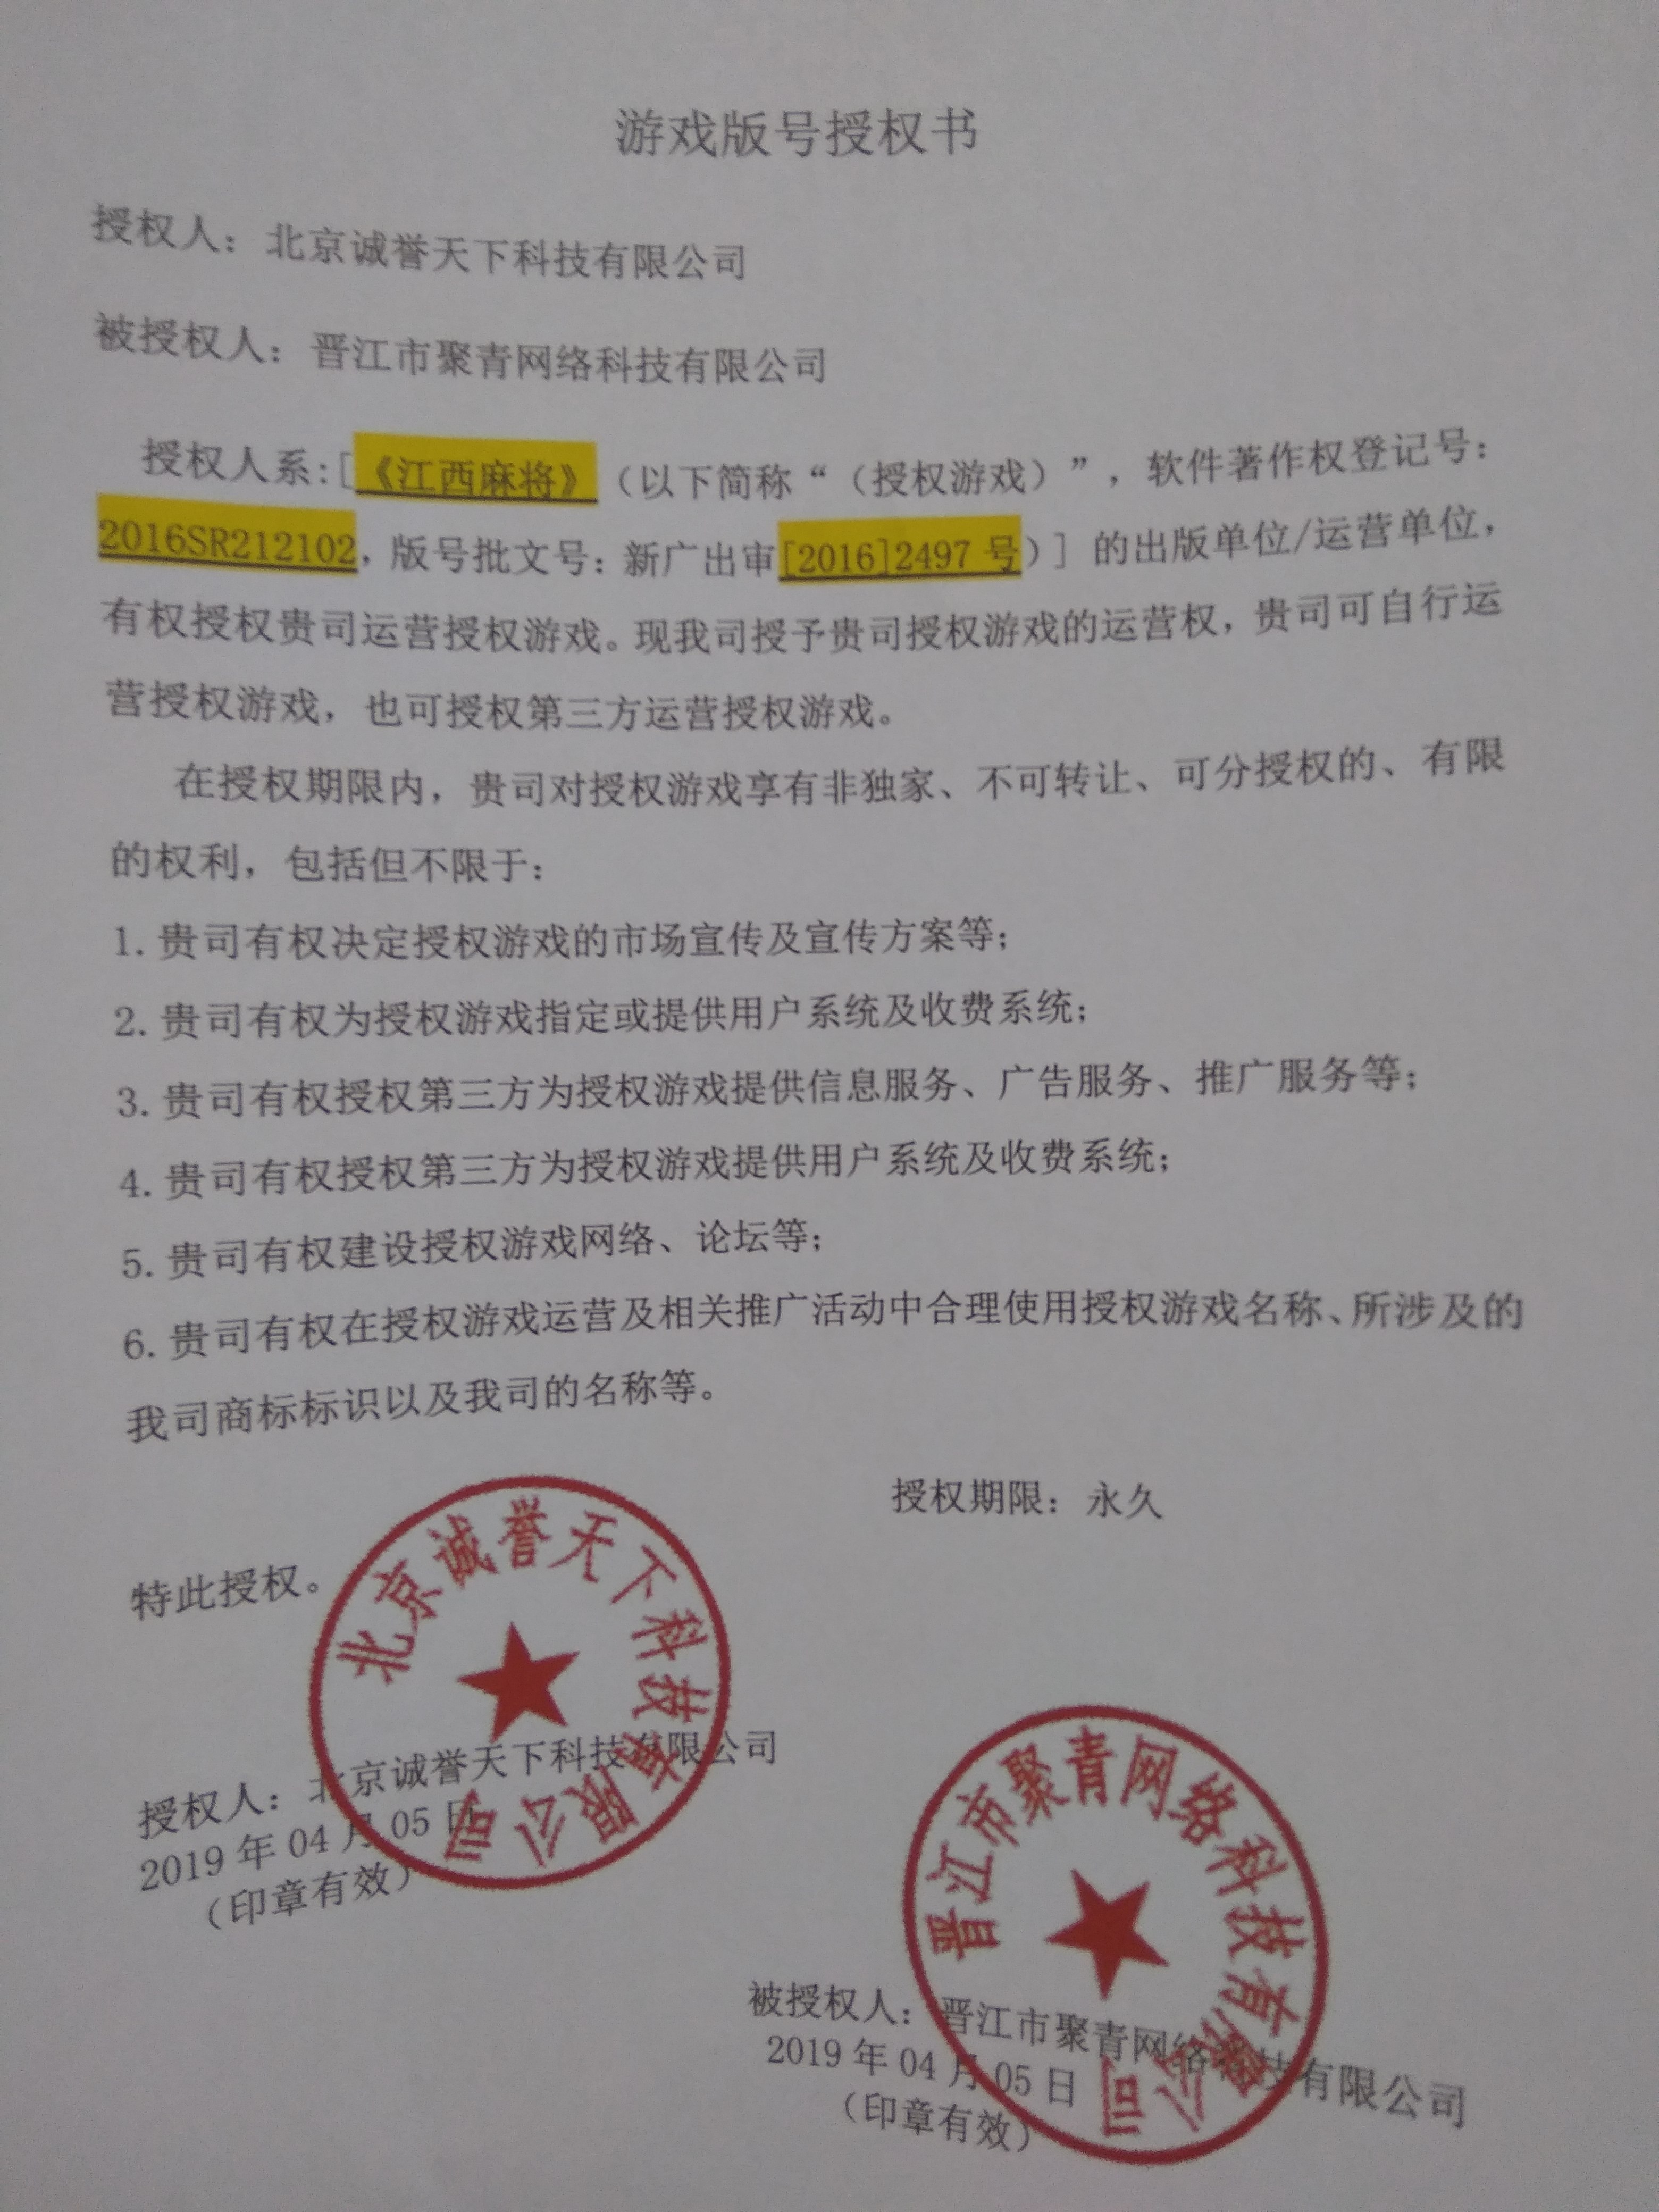 游戏版号授权书
授权人：北京诚誉天下科技有限公司
被授权人：晋江市聚青网络科技有限公司
授权人系:[《江西麻将》（以下简称“（授权游戏）”，软件著作权登记号：
2016SR212102，版号批文号：新广出审[2016]2497 号）] 的出版单位/运营单位，
有权授权贵司运营授权游戏。现我司授予贵司授权游戏的运营权，贵司可自行运
营授权游戏，也可授权第三方运营授权游戏。
在授权期限内，贵司对授权游戏享有非独家、不可转让、可分授权的、有限
的权利，包括但不限于：
1. 贵司有权决定授权游戏的市场宣传及宣传方案等；
2. 贵司有权为授权游戏指定或提供用户系统及收费系统；
3. 贵司有权授权第三方为授权游戏提供信息服务、广告服务、推广服务等；
4. 贵司有权授权第三方为授权游戏提供用户系统及收费系统；
5. 贵司有权建设授权游戏网络、论坛等；
6. 贵司有权在授权游戏运营及相关推广活动中合理使用授权游戏名称、所涉及的
我司商标标识以及我司的名称等。
授权期限：永久
特此授权。
北京诚誉天下科技有限公司
授权人：北京诚誉天下科技有限公司
2019 年 04 月 05 日
（印章有效）
晋江市聚青网络科技有限公司
被授权人：晋江市聚青网络科技有限公司
2019 年 04 月 05 日
（印章有效）